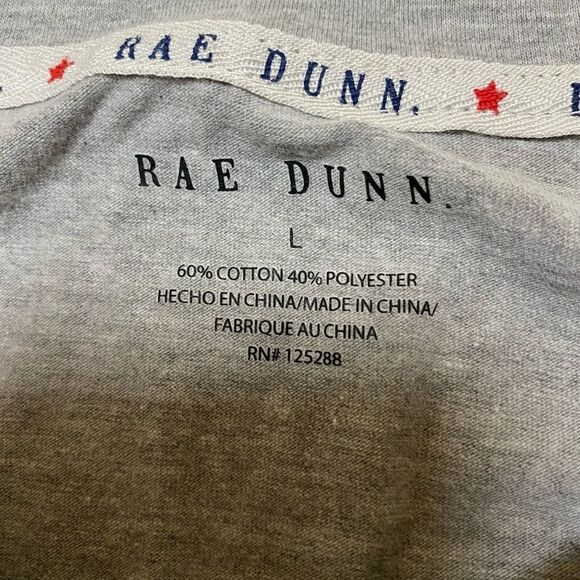 RAE DUNN.
RAE DUNN.
L
60% COTTON 40% POLYESTER
HECHO EN CHINA/MADE IN CHINA/
FABRIQUE AU CHINA
RN# 125288